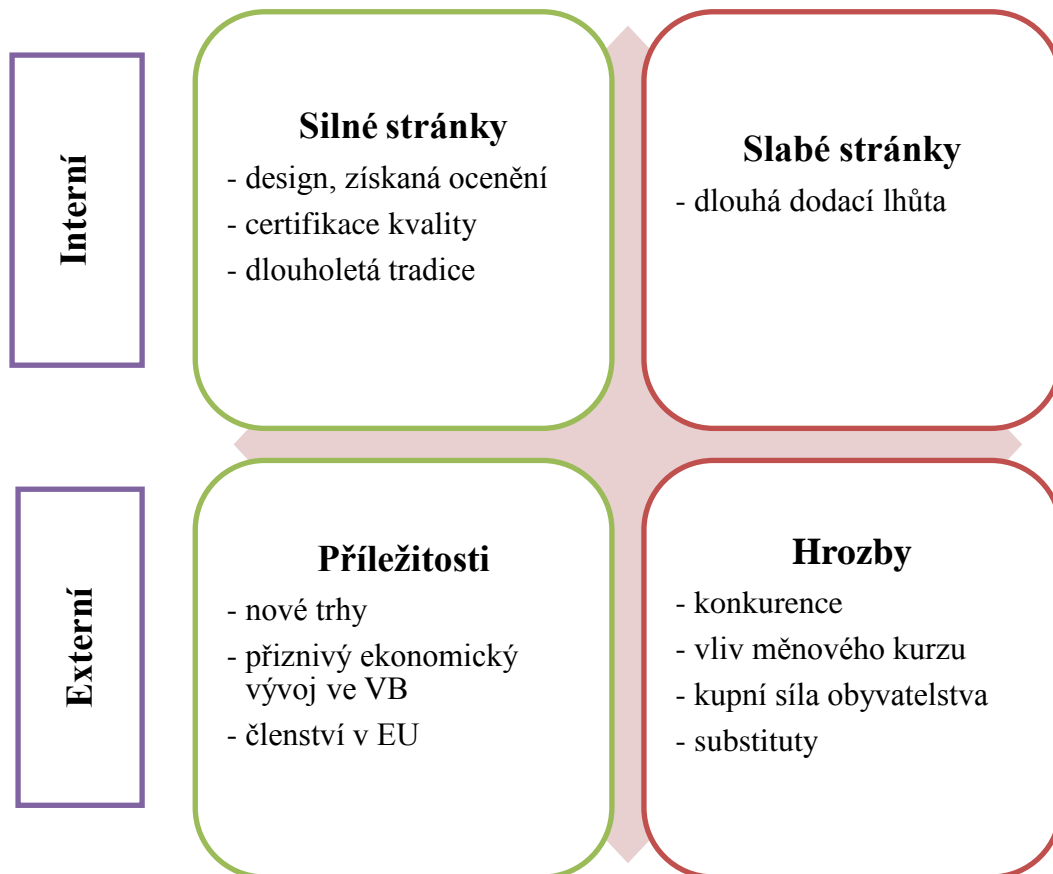 Interní
Silné stránky
- design, získaná ocenění
- certifikace kvality
- dlouholetá tradice
Slabé stránky
- dlouhá dodací lhůta
Externí
Příležitosti
- nové trhy
- přiznivý ekonomický
vývoj ve VB
- členství v EU
Hrozby
- konkurence
- vliv měnového kurzu
- kupní síla obyvatelstva
- substituty